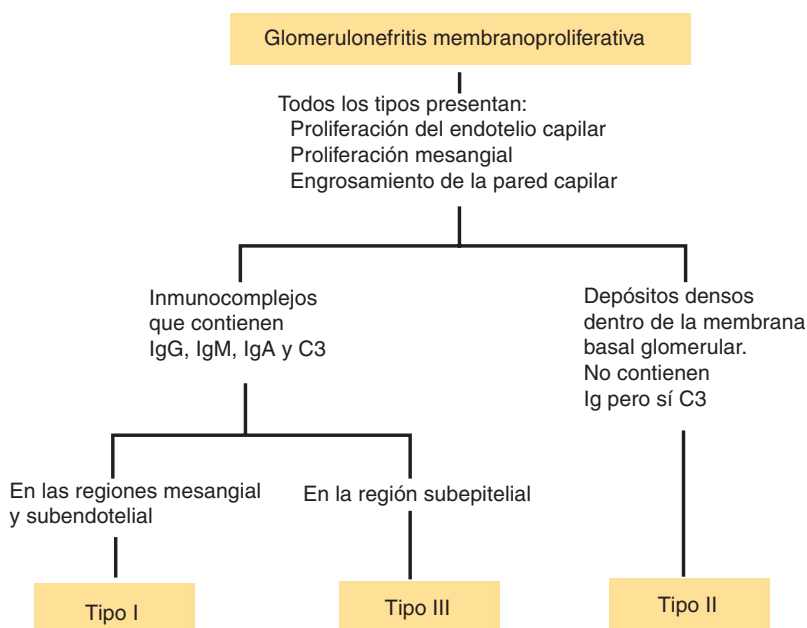 Glomerulonefritis membranoproliferativa
Todos los tipos presentan:
Proliferación del endotelio capilar
Proliferación mesangial
Engrosamiento de la pared capilar
Inmunocomplejos
que contienen
IgG, IgM, IgA y C3
Depósitos densos
dentro de la membrana
basal glomerular.
No contienen
Ig pero sí C3
En las regiones mesangial
y subendotelial
En la región subepitelial
Tipo I
Tipo III
Tipo II